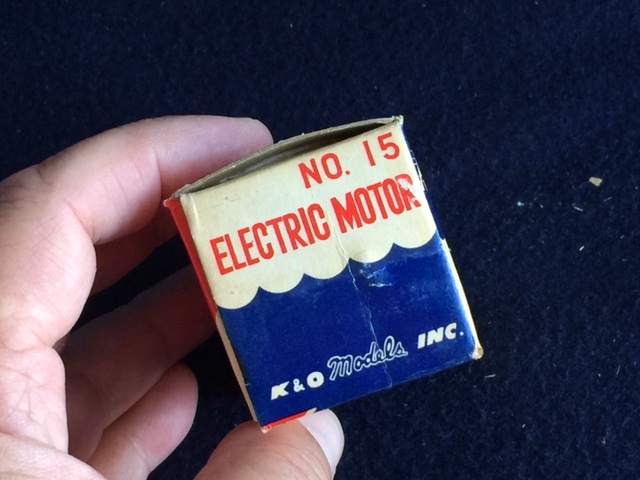 NO. 15
ELECTRIC MOTOR
K & O Models INC.